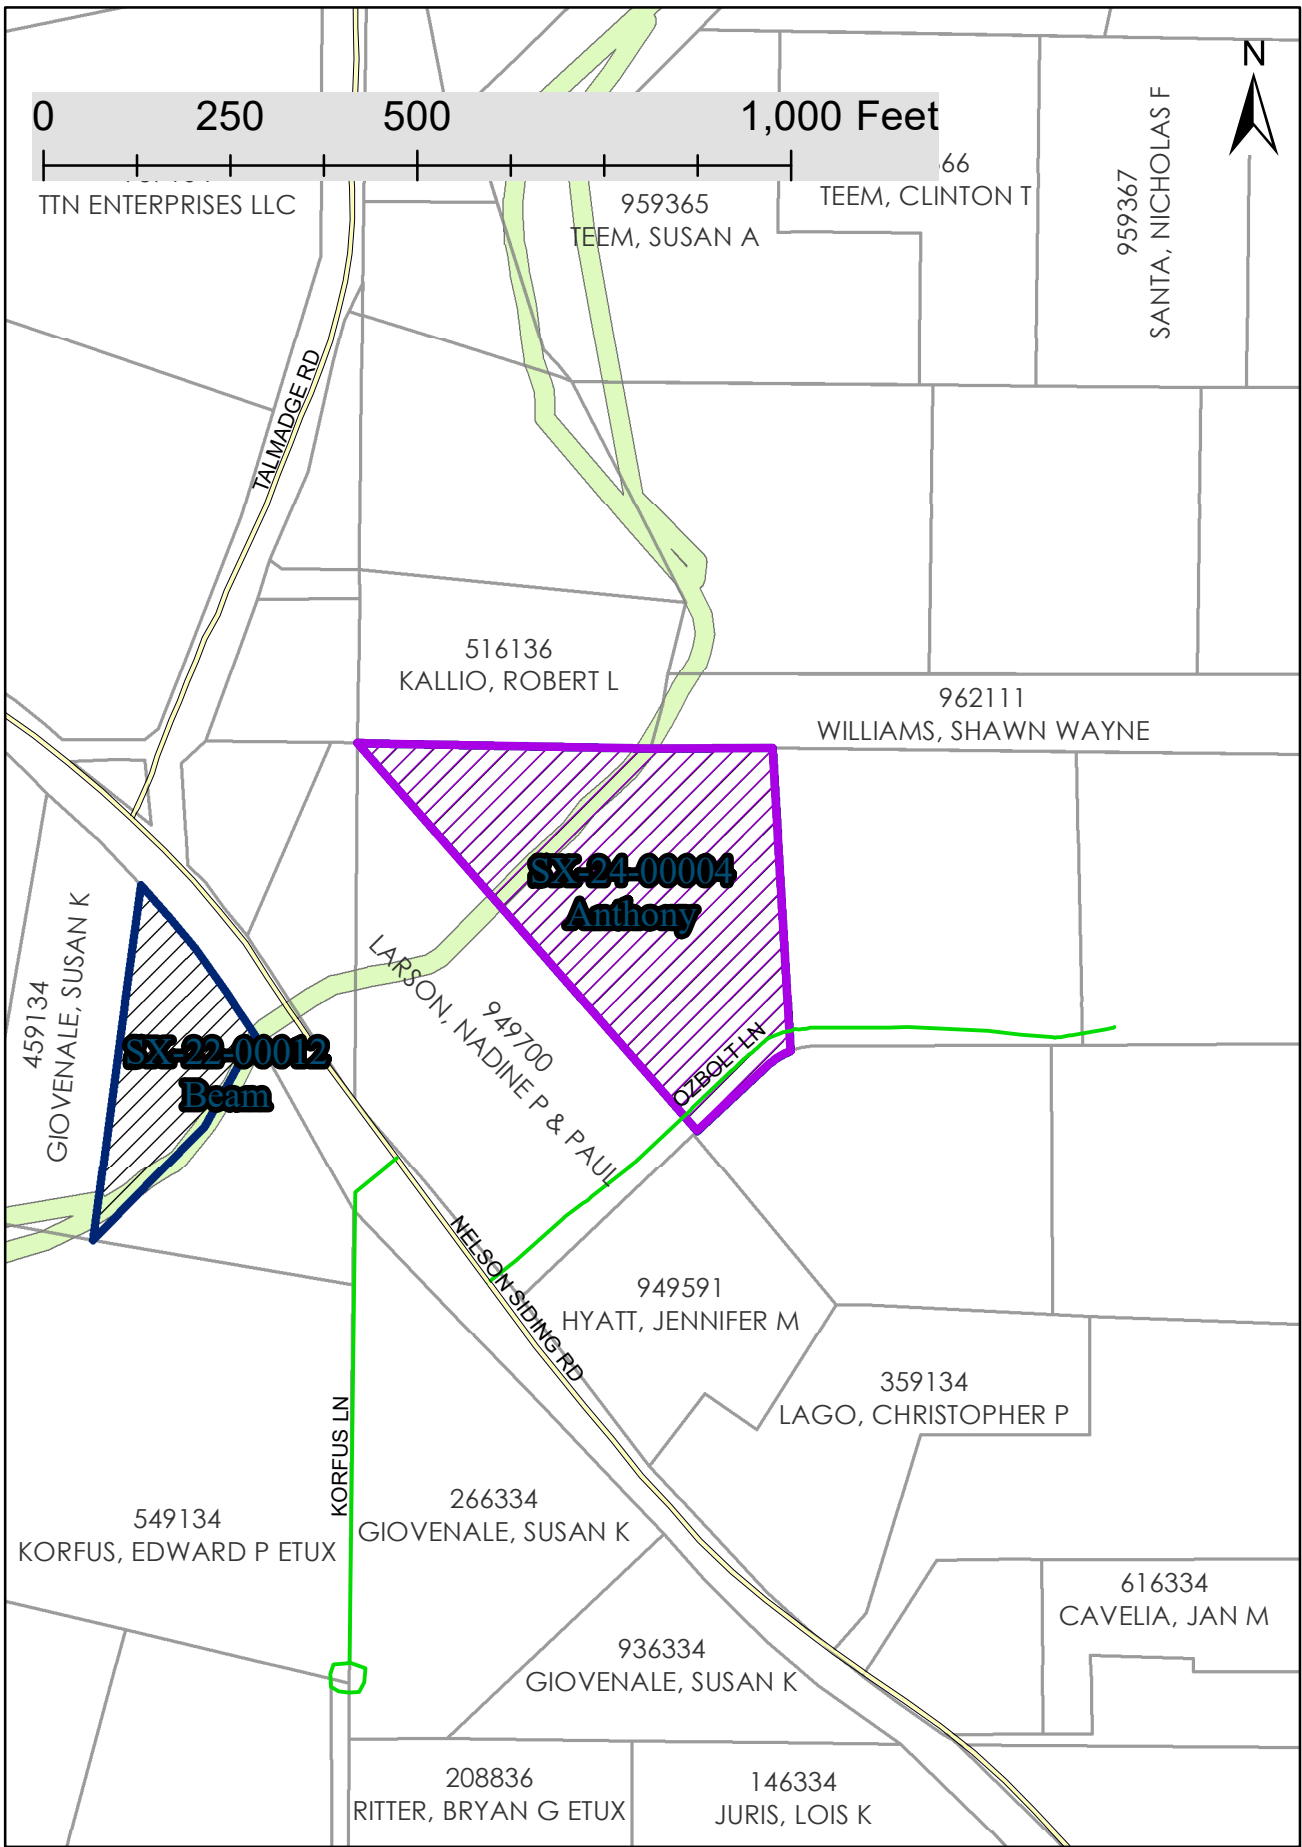 N
0 250 500 1,000 Feet
TTN ENTERPRISES LLC
959365
TEEM, SUSAN A
66
TEEM, CLINTON T
959367
SANTA, NICHOLAS F
TALMADGE RD
516136
KALLIO, ROBERT L
962111
WILLIAMS, SHAWN WAYNE
SX-24-00004
Anthony
459134
GIOVENALE, SUSAN K
SX-22-00012
Beam
949700
LARSON, NADINE P & PAUL
OZBOLT LN
NELSON SIDING RD
949591
HYATT, JENNIFER M
359134
LAGO, CHRISTOPHER P
KORFUS LN
266334
GIOVENALE, SUSAN K
549134
KORFUS, EDWARD P ETUX
616334
CAVELIA, JAN M
936334
GIOVENALE, SUSAN K
208836
RITTER, BRYAN G ETUX
146334
JURIS, LOIS K